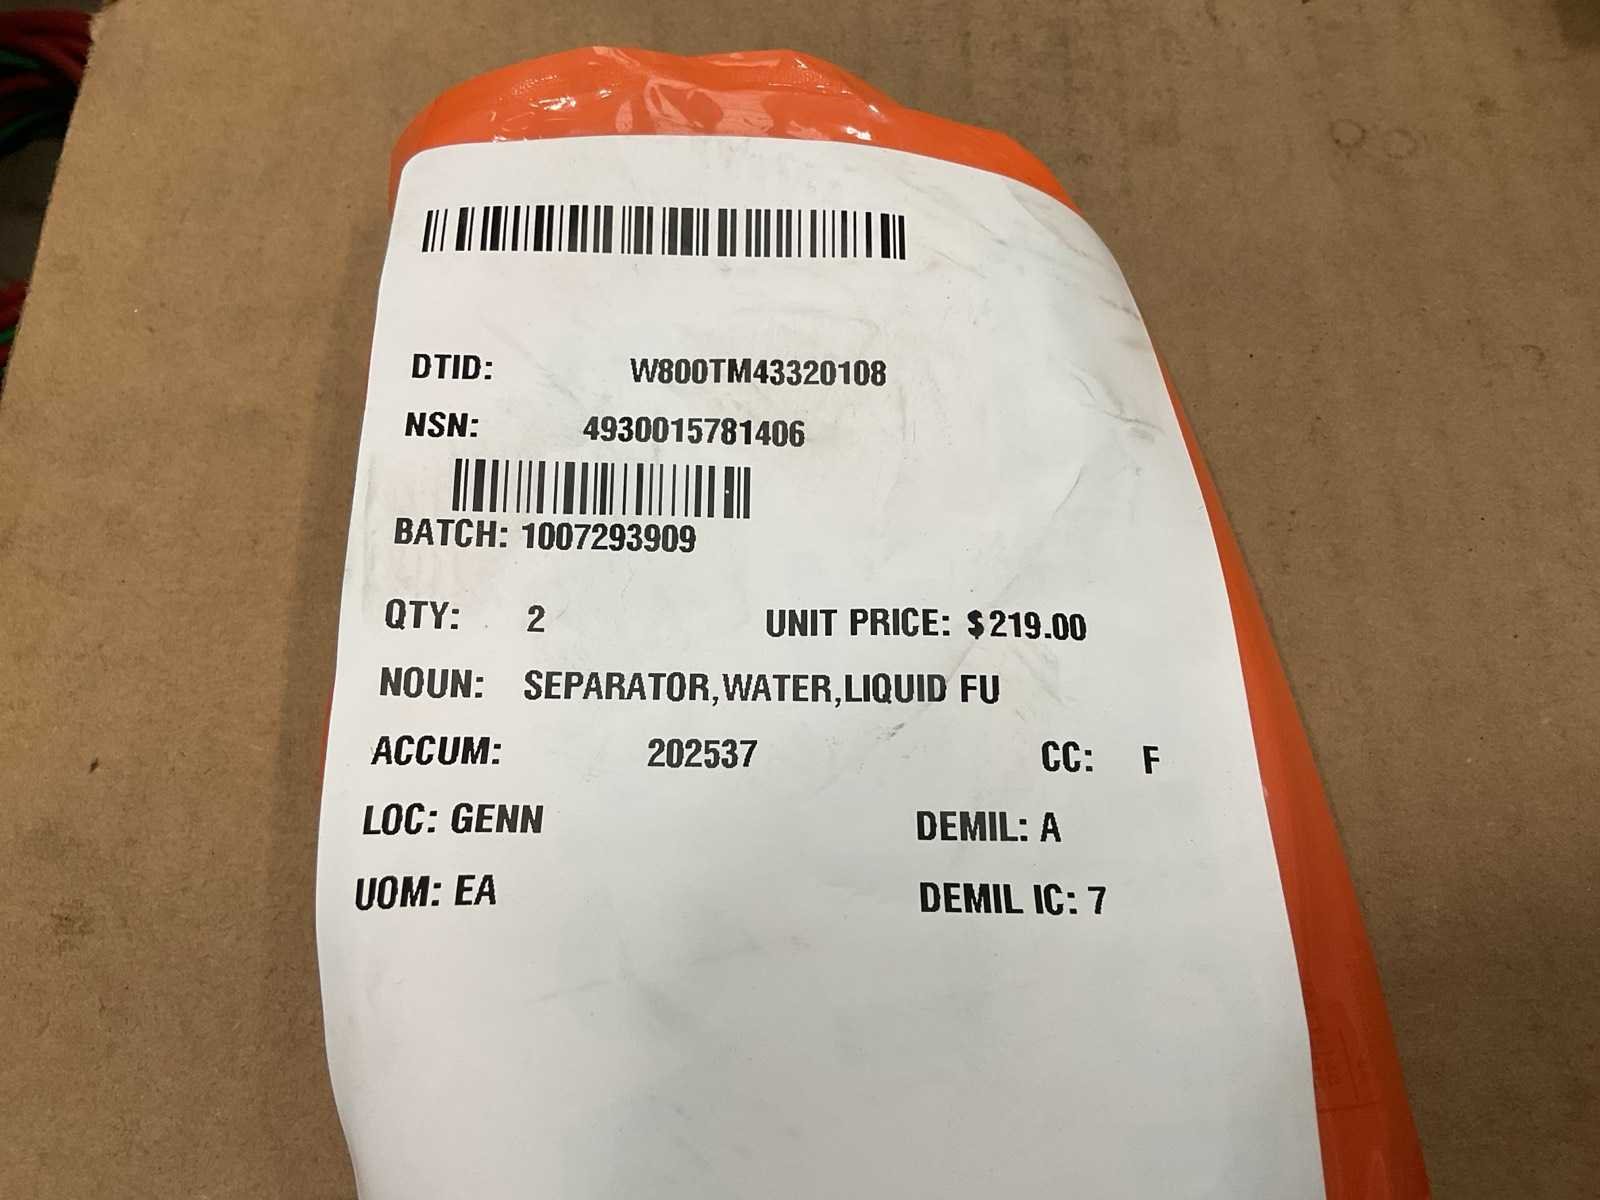 DTID: W800TM43320108
NSN: 4930015781406
BATCH: 1007293909
QTY: 2 UNIT PRICE: $219.00
NOUN: SEPARATOR,WATER,LIQUID FU
ACCUM: 202537 CC: F
LOC: GENN DEMIL: A
UOM: EA DEMIL IC: 7